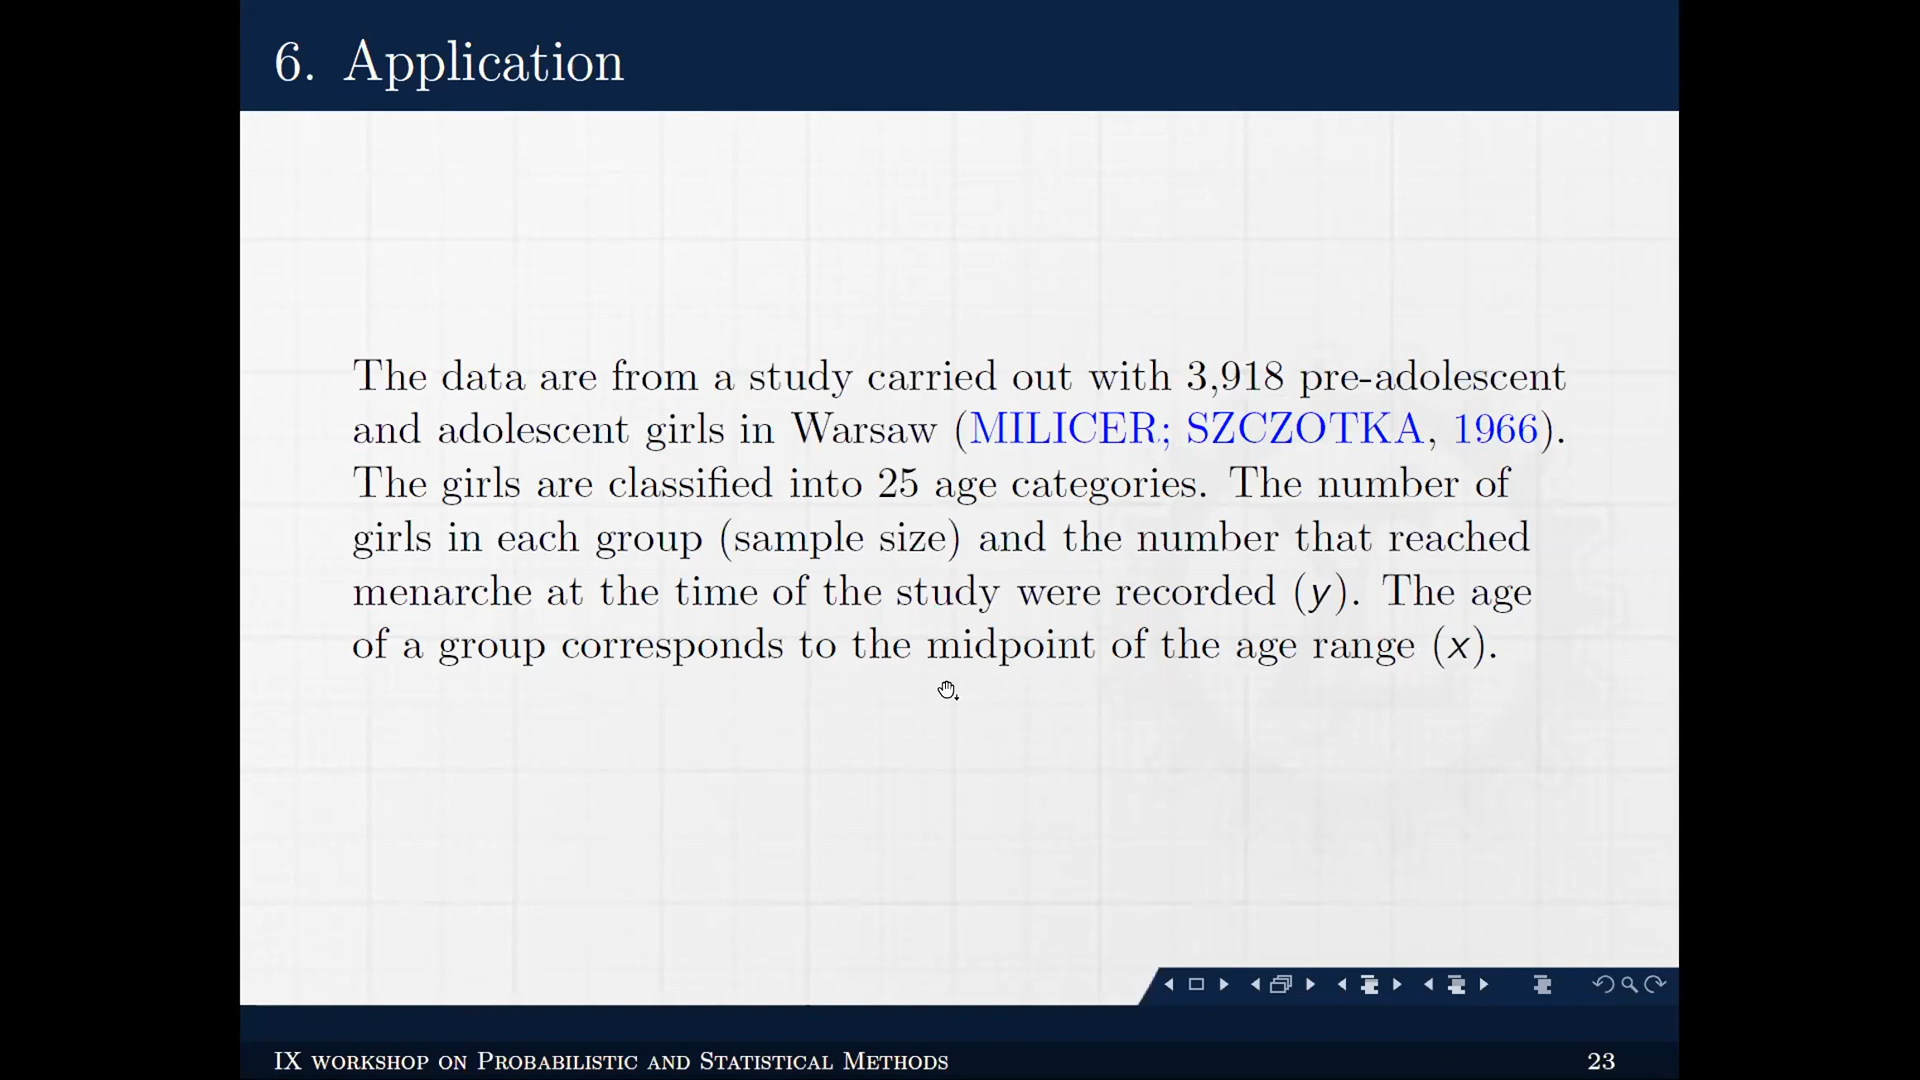 6. Application
The data are from a study carried out with 3,918 pre-adolescent
and adolescent girls in Warsaw (MILICER; SZCZOTKA, 1966).
The girls are classified into 25 age categories. The number of
girls in each group (sample size) and the number that reached
menarche at the time of the study were recorded (y). The age
of a group corresponds to the midpoint of the age range (x).
IX workshop on Probabilistic and Statistical Methods
23